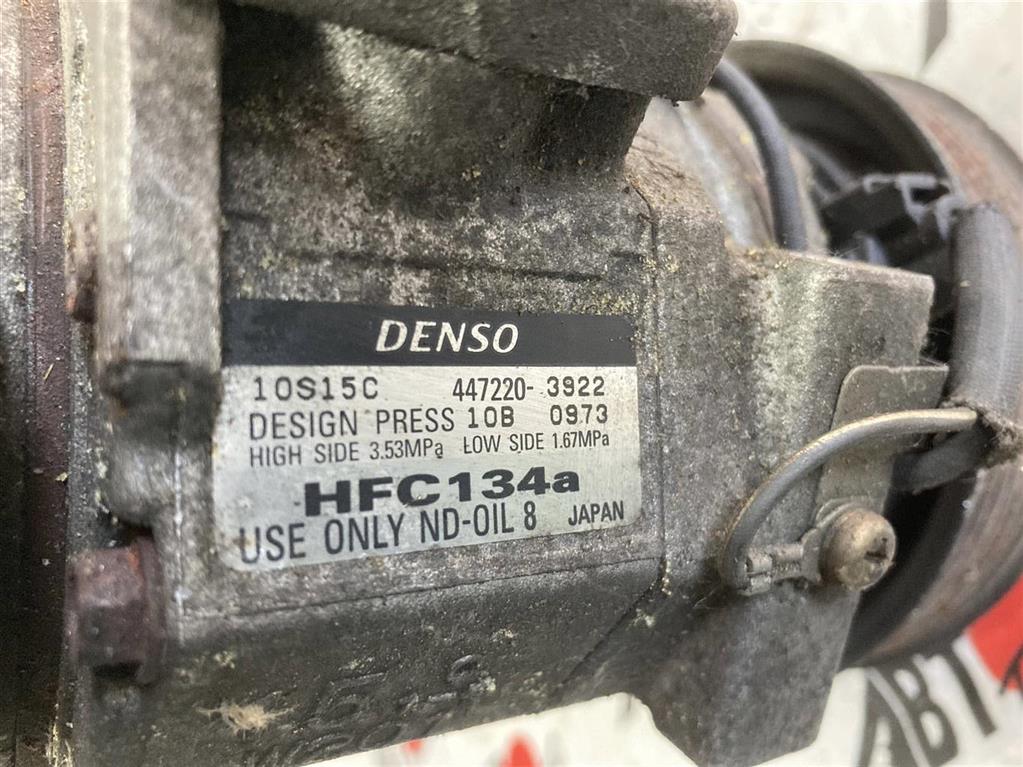 DENSO
10S15C 447220-3922
DESIGN PRESS 10B 0973
HIGH SIDE 3.53MPa LOW SIDE 1.67MPa
HFC134a
USE ONLY ND-OIL 8 JAPAN
АВТ